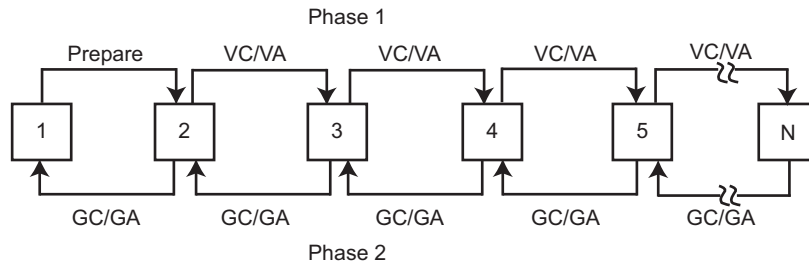 Phase 1
Prepare VC/VA VC/VA VC/VA VC/VA
1 2 3 4 5 N
GC/GA GC/GA GC/GA GC/GA GC/GA
Phase 2